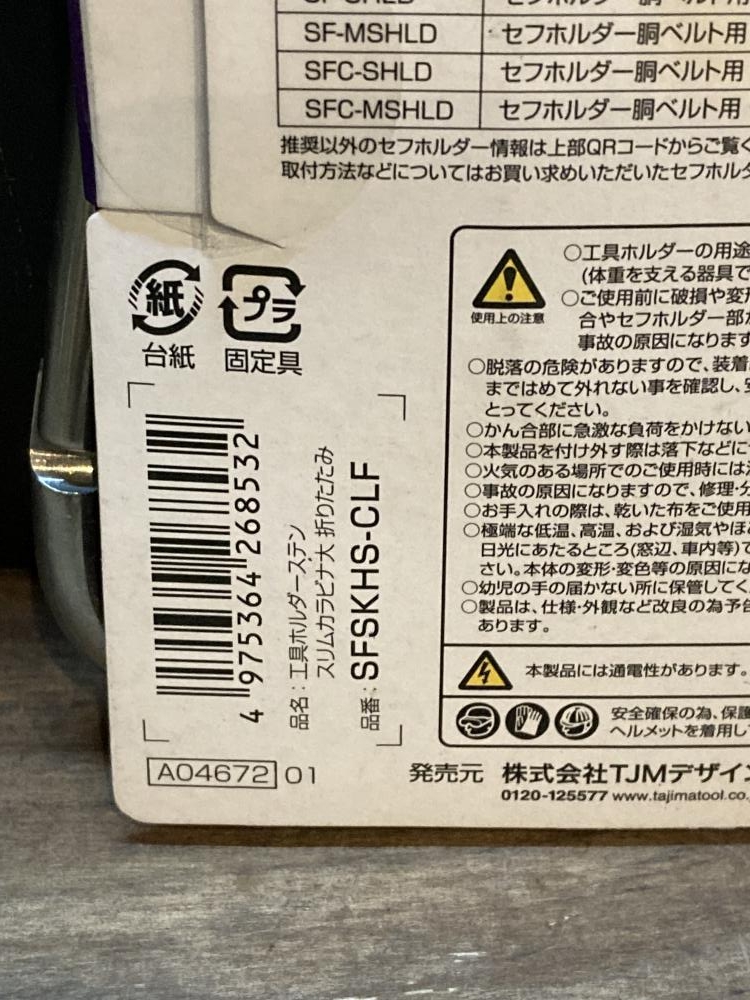 SF-MSHLD セフホルダー胴ベルト用
SFC-SHLD セフホルダー胴ベルト用
SFC-MSHLD セフホルダー胴ベルト用
推奨以外のセフホルダー情報は上部QRコードからご覧く
取付方法などについてはお買い求めいただいたセフホルダ
紙
台紙
プラ
固定具
4 975364 268532
品名：工具ホルダーステン
スリムカラビナ大 折りたたみ
品番：SFSKHS-CLF
A04672 01
使用上の注意
○工具ホルダーの用途
(体重を支える器具で
○ご使用前に破損や変形
合やセフホルダー部が
事故の原因になります
○脱落の危険がありますので、装着
まではめて外れない事を確認し、安
とってください。
○かん合部に急激な負荷をかけない
○本製品を付け外す際は落下などに
○火気のある場所でのご使用時には
○事故の原因になりますので、修理・分
○お手入れの際は、乾いた布をご使用
○極端な低温、高温、および湿気やほ
日光にあたるところ(窓辺、車内等)で
さい。本体の変形・変色等の原因にな
○幼児の手の届かない所に保管してく
○製品は、仕様・外観など改良の為予告
あります。
本製品には通電性があります。
安全確保の為、保護
ヘルメットを着用し
発売元 株式会社TJMデザイン
0120-125577 www.tajimatool.co.